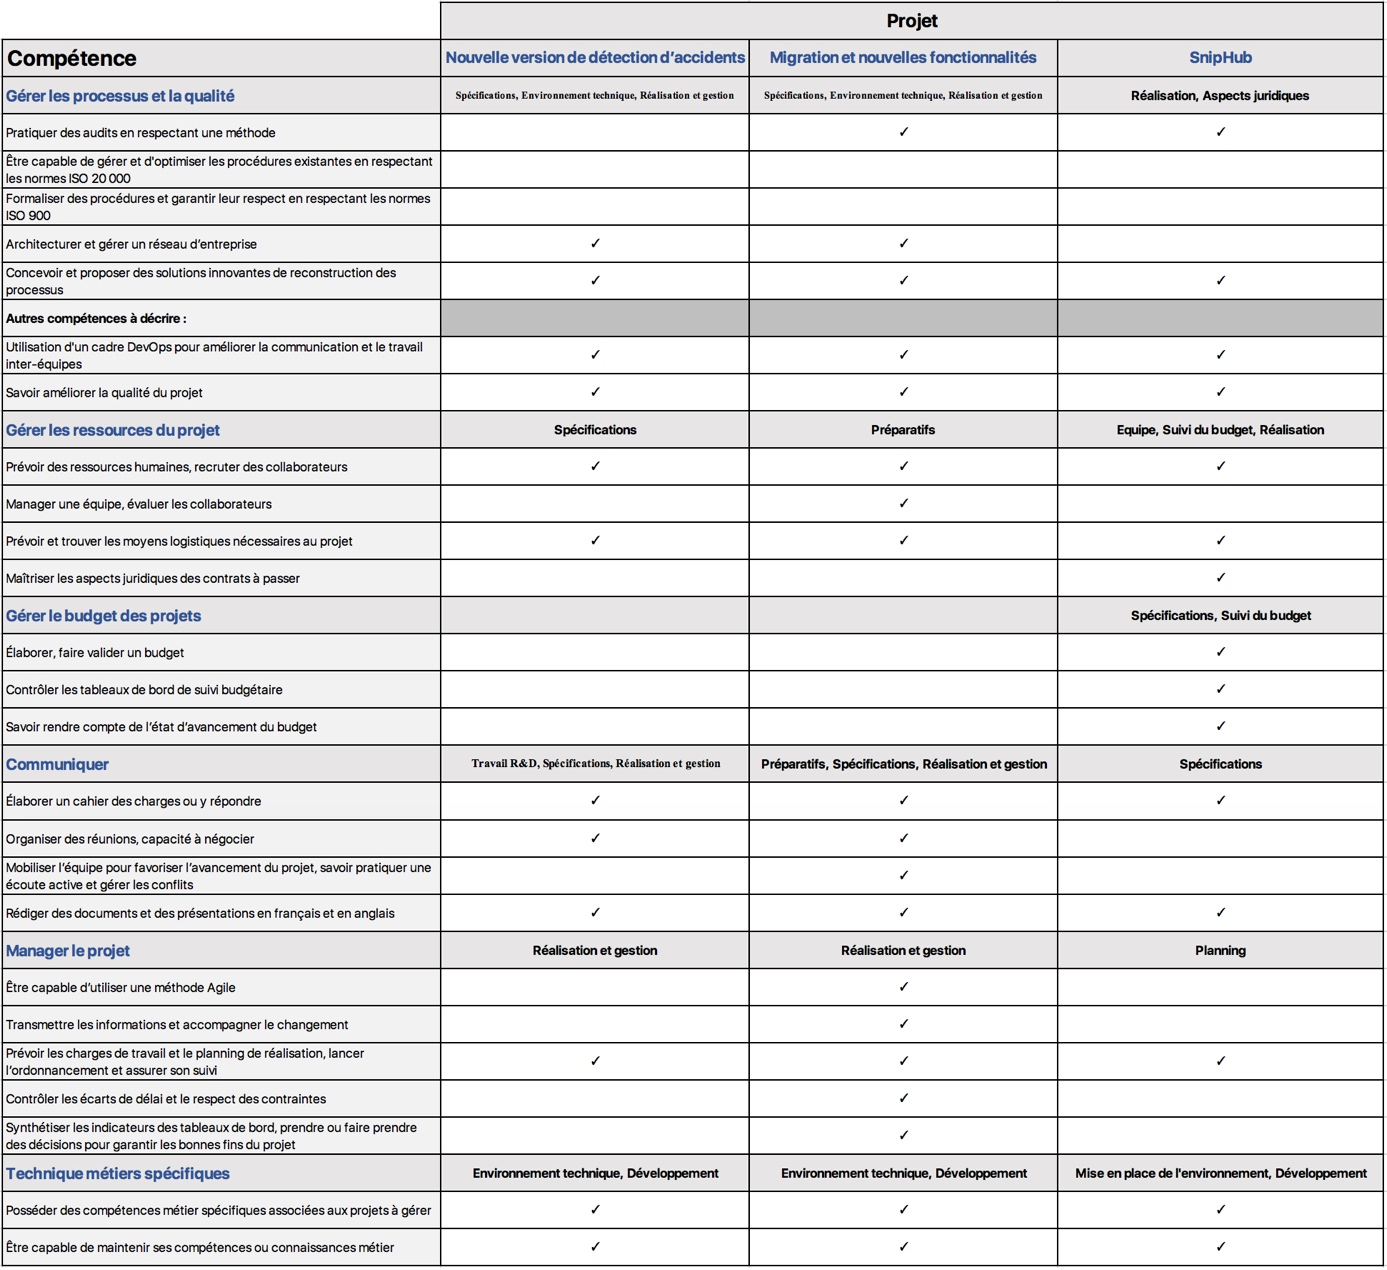 Projet
Compétence
Nouvelle version de détection d’accidents
Migration et nouvelles fonctionnalités
SnipHub
Gérer les processus et la qualité
Spécifications, Environnement technique, Réalisation et gestion
Spécifications, Environnement technique, Réalisation et gestion
Réalisation, Aspects juridiques
Pratiquer des audits en respectant une méthode
✓
✓
Être capable de gérer et d'optimiser les procédures existantes en respectant
les normes ISO 20 000
Formaliser des procédures et garantir leur respect en respectant les normes
ISO 900
Architecturer et gérer un réseau d’entreprise
✓
✓
Concevoir et proposer des solutions innovantes de reconstruction des
processus
✓
✓
✓
Autres compétences à décrire :
Utilisation d'un cadre DevOps pour améliorer la communication et le travail
inter-équipes
✓
✓
✓
Savoir améliorer la qualité du projet
✓
✓
✓
Gérer les ressources du projet
Spécifications
Préparatifs
Equipe, Suivi du budget, Réalisation
Prévoir des ressources humaines, recruter des collaborateurs
✓
✓
✓
Manager une équipe, évaluer les collaborateurs
✓
Prévoir et trouver les moyens logistiques nécessaires au projet
✓
✓
✓
Maîtriser les aspects juridiques des contrats à passer
✓
Gérer le budget des projets
Spécifications, Suivi du budget
Élaborer, faire valider un budget
✓
Contrôler les tableaux de bord de suivi budgétaire
✓
Savoir rendre compte de l’état d’avancement du budget
✓
Communiquer
Travail R&D, Spécifications, Réalisation et gestion
Préparatifs, Spécifications, Réalisation et gestion
Spécifications
Élaborer un cahier des charges ou y répondre
✓
✓
✓
Organiser des réunions, capacité à négocier
✓
✓
Mobiliser l’équipe pour favoriser l’avancement du projet, savoir pratiquer une
écoute active et gérer les conflits
✓
Rédiger des documents et des présentations en français et en anglais
✓
✓
✓
Manager le projet
Réalisation et gestion
Réalisation et gestion
Planning
Être capable d’utiliser une méthode Agile
✓
Transmettre les informations et accompagner le changement
✓
Prévoir les charges de travail et le planning de réalisation, lancer
l’ordonnancement et assurer son suivi
✓
✓
✓
Contrôler les écarts de délai et le respect des contraintes
✓
Synthétiser les indicateurs des tableaux de bord, prendre ou faire prendre
des décisions pour garantir les bonnes fins du projet
✓
Technique métiers spécifiques
Environnement technique, Développement
Environnement technique, Développement
Mise en place de l'environnement, Développement
Posséder des compétences métier spécifiques associées aux projets à gérer
✓
✓
✓
Être capable de maintenir ses compétences ou connaissances métier
✓
✓
✓